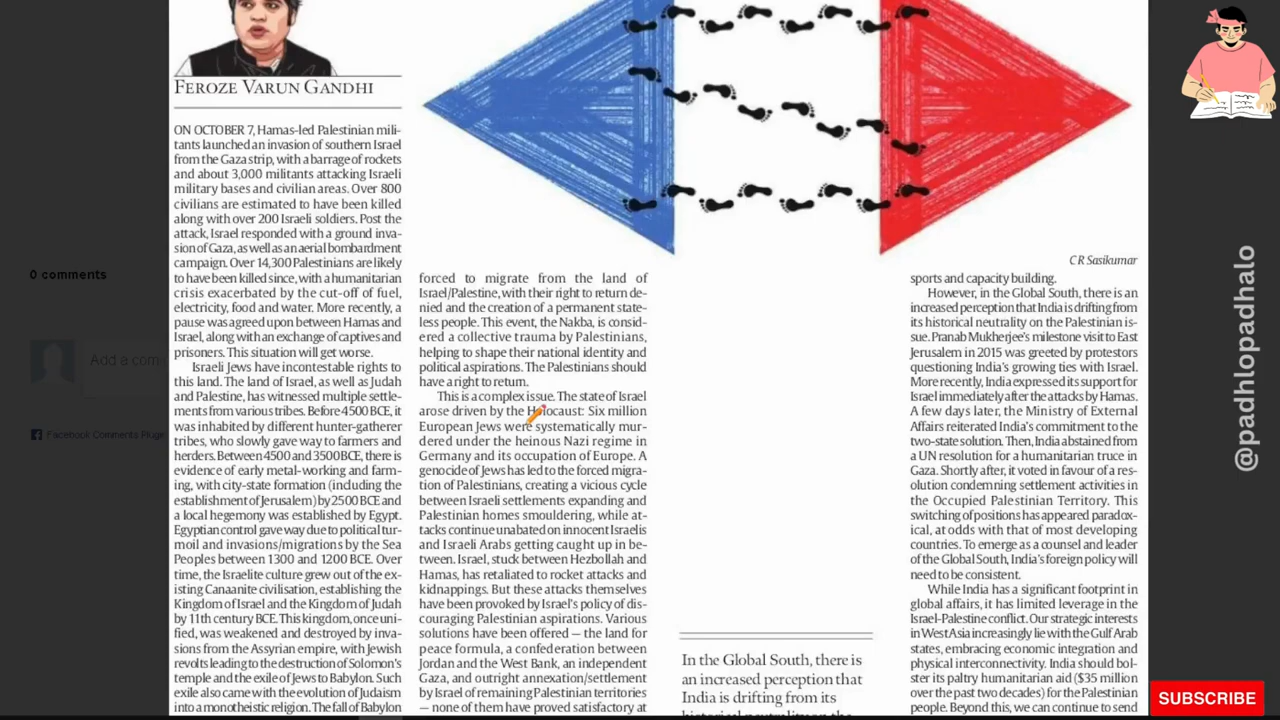 FEROZE VARUN GANDHI
ON OCTOBER 7, Hamas-led Palestinian mili-
tants launched an invasion of southern Israel
from the Gaza strip, with a barrage of rockets
and about 3,000 militants attacking Israeli
military bases and civilian areas. Over 800
civilians are estimated to have been killed
along with over 200 Israeli soldiers. Post the
attack, Israel responded with a ground inva-
sion of Gaza, as well as an aerial bombardment
campaign. Over 14,300 Palestinians are likely
to have been killed since, with a humanitarian
crisis exacerbated by the cut-off of fuel,
electricity, food and water. More recently, a
pause was agreed upon between Hamas and
Israel, along with an exchange of captives and
prisoners. This situation will get worse.
Israeli Jews have incontestable rights to
this land. The land of Israel, as well as Judah
and Palestine, has witnessed multiple settle-
ments from various tribes. Before 4500 BCE, it
was inhabited by different hunter-gatherer
tribes, who slowly gave way to farmers and
herders. Between 4500 and 3500BCE, there is
evidence of early metal-working and farm-
ing, with city-state formation (including the
establishment of Jerusalem) by 2500 BCE and
a local hegemony was established by Egypt.
Egyptian control gave way due to political tur-
moil and invasions/migrations by the Sea
Peoples between 1300 and 1200 BCE. Over
time, the Israelite culture grew out of the ex-
isting Canaanite civilisation, establishing the
Kingdom of Israel and the Kingdom of Judah
by 11th century BCE. This kingdom, once uni-
fied, was weakened and destroyed by inva-
sions from the Assyrian empire, with Jewish
revolts leading to the destruction of Solomon's
temple and the exile of Jews to Babylon. Such
exile also came with the evolution of Judaism
into a monotheistic religion. The fall of Babylon
forced to migrate from the land of
Israel/Palestine, with their right to return de-
nied and the creation of a permanent state-
less people. This event, the Nakba, is consid-
ered a collective trauma by Palestinians,
helping to shape their national identity and
political aspirations. The Palestinians should
have a right to return.
This is a complex issue. The state of Israel
arose driven by the Holocaust: Six million
European Jews were systematically mur-
dered under the heinous Nazi regime in
Germany and its occupation of Europe. A
genocide of Jews has led to the forced migra-
tion of Palestinians, creating a vicious cycle
between Israeli settlements expanding and
Palestinian homes smouldering, while at-
tacks continue unabated on innocent Israelis
and Israeli Arabs getting caught up in be-
tween. Israel, stuck between Hezbollah and
Hamas, has retaliated to rocket attacks and
kidnappings. But these attacks themselves
have been provoked by Israel's policy of dis-
couraging Palestinian aspirations. Various
solutions have been offered — the land for
peace formula, a confederation between
Jordan and the West Bank, an independent
Gaza, and outright annexation/settlement
by Israel of remaining Palestinian territories
— none of them have proved satisfactory at
In the Global South, there is
an increased perception that
India is drifting from its
historical neutrality on the
C R Sasikumar
sports and capacity building.
However, in the Global South, there is an
increased perception that India is drifting from
its historical neutrality on the Palestinian is-
sue. Pranab Mukherjee's milestone visit to East
Jerusalem in 2015 was greeted by protestors
questioning India's growing ties with Israel.
More recently, India expressed its support for
Israel immediately after the attacks by Hamas.
A few days later, the Ministry of External
Affairs reiterated India's commitment to the
two-state solution. Then, India abstained from
a UN resolution for a humanitarian truce in
Gaza. Shortly after, it voted in favour of a res-
olution condemning settlement activities in
the Occupied Palestinian Territory. This
switching of positions has appeared paradox-
ical, at odds with that of most developing
countries. To emerge as a counsel and leader
of the Global South, India's foreign policy will
need to be consistent.
While India has a significant footprint in
global affairs, it has limited leverage in the
Israel-Palestine conflict. Our strategic interests
in West Asia increasingly lie with the Gulf Arab
states, embracing economic integration and
physical interconnectivity. India should bol-
ster its paltry humanitarian aid ($35 million
over the past two decades) for the Palestinian
people. Beyond this, we can continue to send
0 comments
Add a com
Facebook Comments Plugin
@padhlopadhalo
SUBSCRIBE